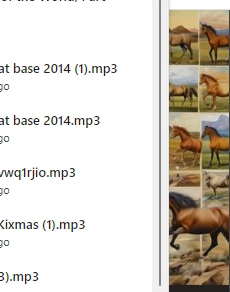 at base 2014 (1).mp3
go
at base 2014.mp3
go
vwq1rjio.mp3
go
Kixmas (1).mp3
go
3).mp3